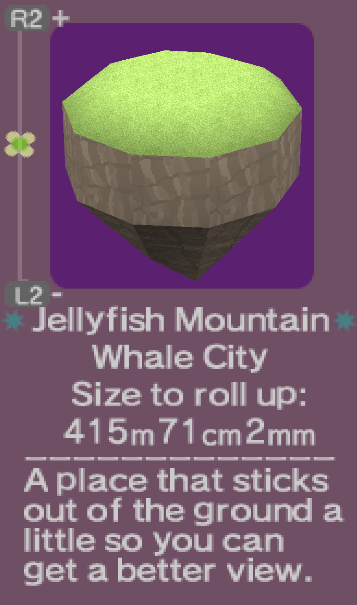 R2 +
L2 -
Jellyfish Mountain
Whale City
Size to roll up:
415m71cm2mm
A place that sticks
out of the ground a
little so you can
get a better view.